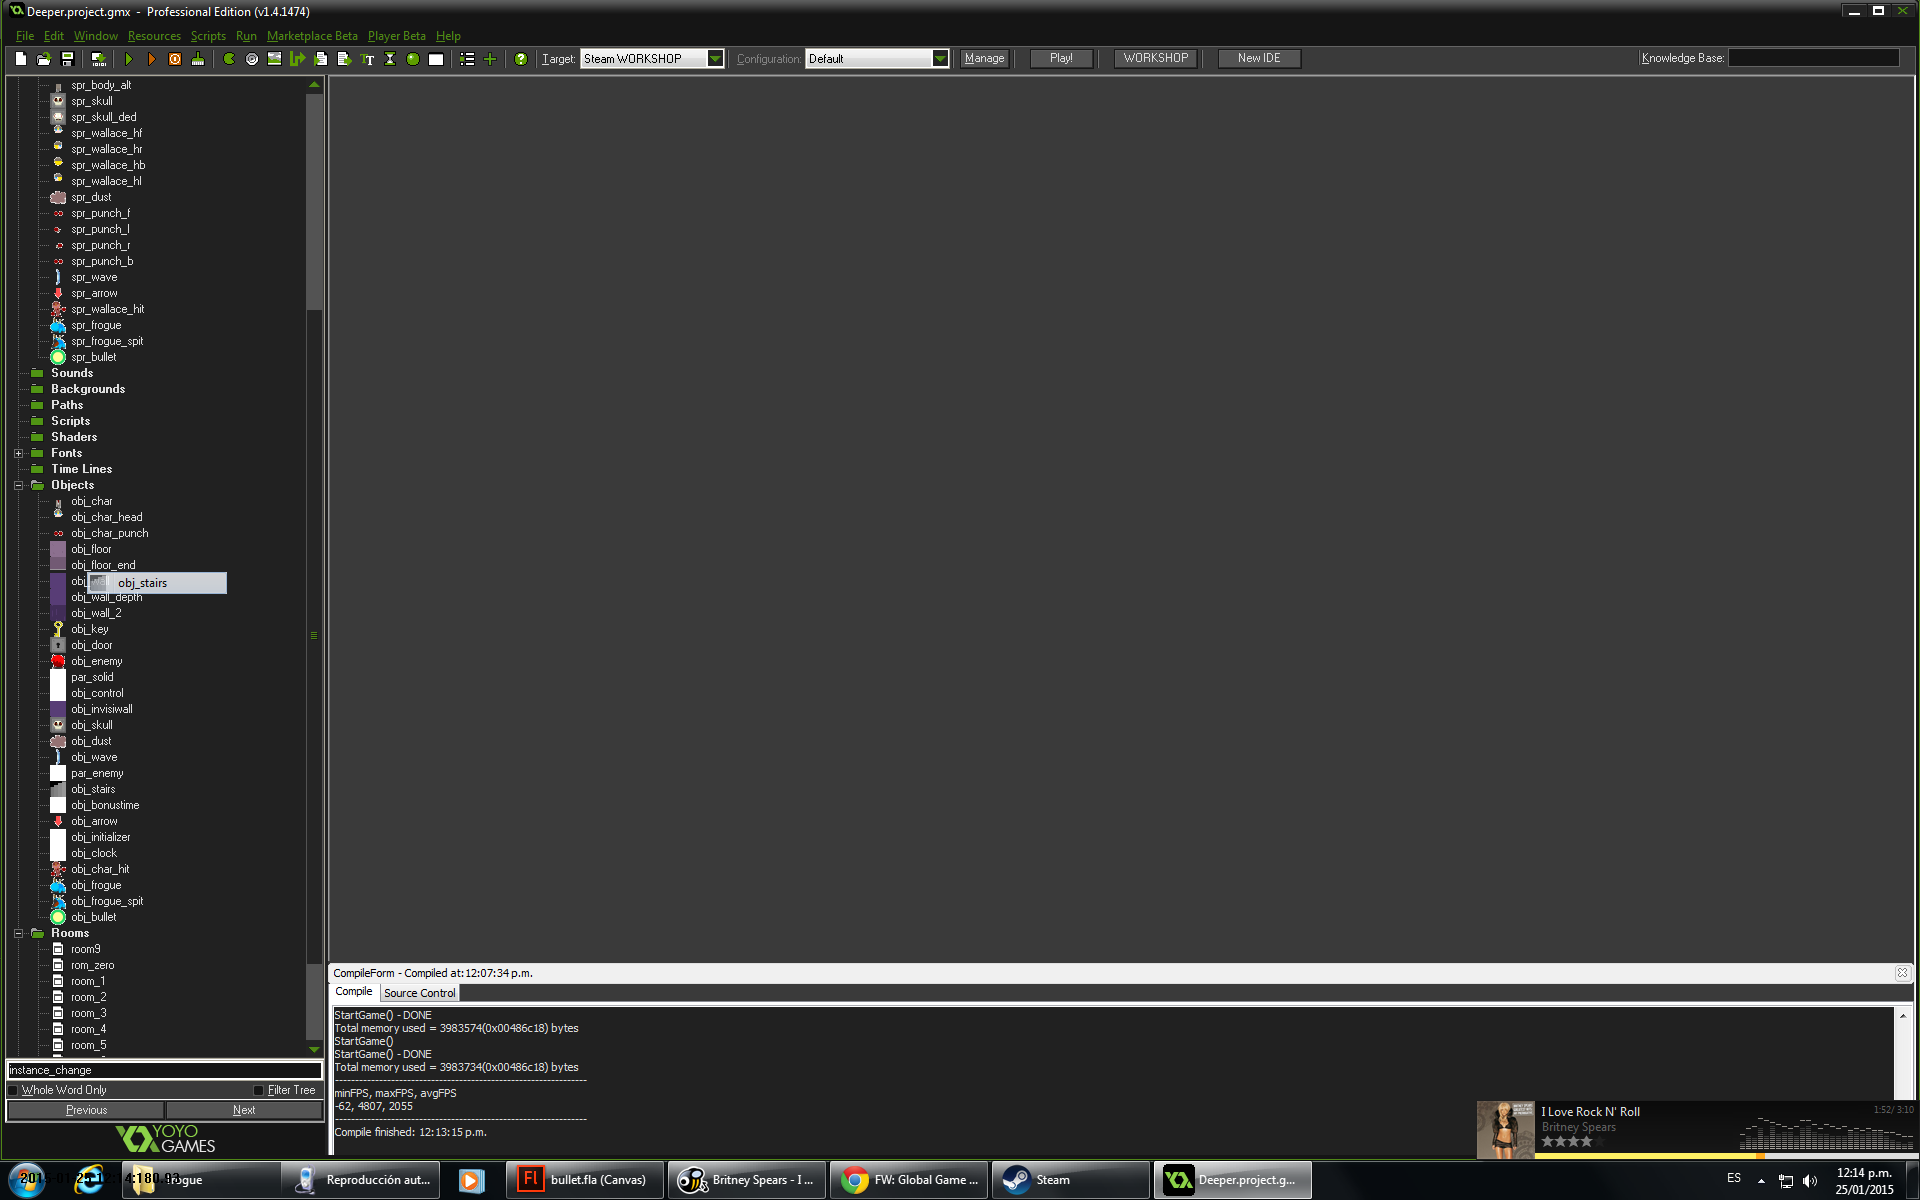 Deeper.project.gmx - Professional Edition (v1.4.1474)
File Edit Window Resources Scripts Run Marketplace Beta Player Beta Help
Target: Steam WORKSHOP Configuration: Default Manage Play! WORKSHOP New IDE Knowledge Base:
spr_body_alt
spr_skull
spr_skull_ded
spr_wallace_hf
spr_wallace_hr
spr_wallace_hb
spr_wallace_hl
spr_dust
spr_punch_f
spr_punch_l
spr_punch_r
spr_punch_b
spr_wave
spr_arrow
spr_wallace_hit
spr_frogue
spr_frogue_spit
spr_bullet
Sounds
Backgrounds
Paths
Scripts
Shaders
Fonts
Time Lines
Objects
obj_char
obj_char_head
obj_char_punch
obj_floor
obj_floor_end
obj_stairs
obj_wall_depth
obj_wall_2
obj_key
obj_door
obj_enemy
par_solid
obj_control
obj_invisiwall
obj_skull
obj_dust
obj_wave
par_enemy
obj_stairs
obj_bonustime
obj_arrow
obj_initializer
obj_clock
obj_char_hit
obj_frogue
obj_frogue_spit
obj_bullet
Rooms
room9
rom_zero
room_1
room_2
room_3
room_4
room_5
instance_change
Whole Word Only Filter Tree
Previous Next
YOYO
GAMES
CompileForm - Compiled at: 12:07:34 p.m.
Compile Source Control
StartGame() - DONE
Total memory used = 3983574(0x00486c18) bytes
StartGame()
StartGame() - DONE
Total memory used = 3983734(0x00486c18) bytes
minFPS, maxFPS, avgFPS
-62, 4807, 2055
Compile finished: 12:13:15 p.m.
I Love Rock N' Roll 1:52/ 3:10
Britney Spears
Reproducción aut...
bullet.fla (Canvas)
Britney Spears - I ...
FW: Global Game ...
Steam
Deeper.project.g...
ES
12:14 p.m.
25/01/2015